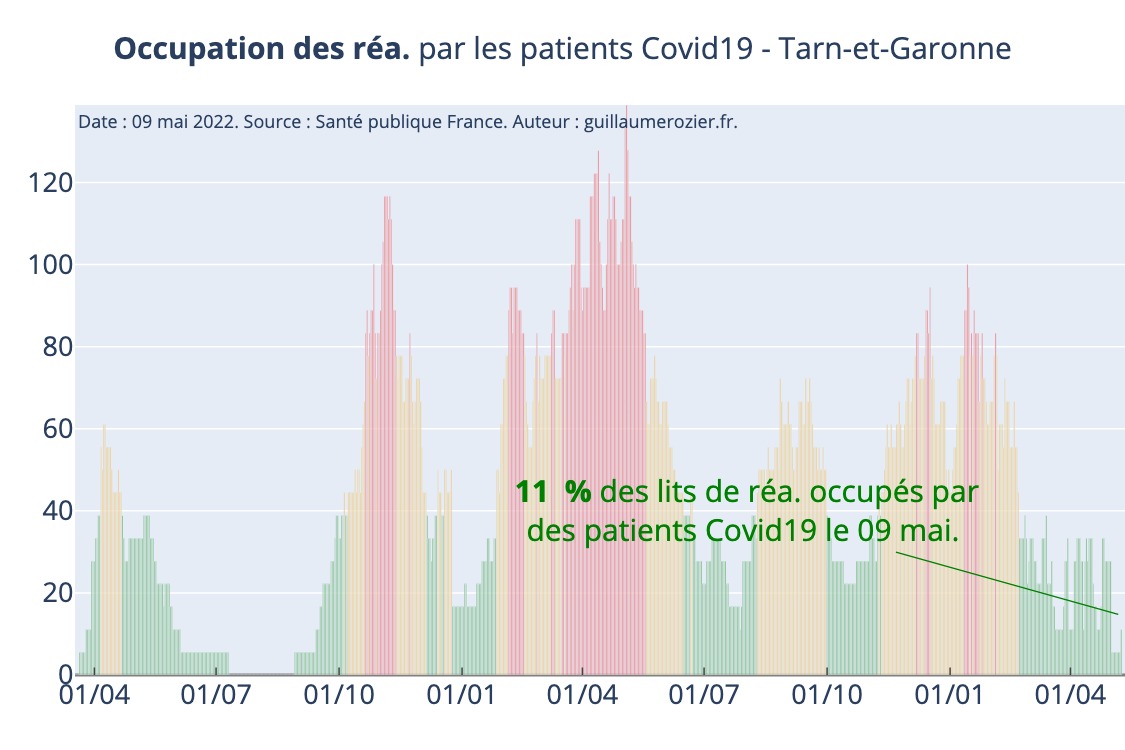 Occupation des réa. par les patients Covid19 - Tarn-et-Garonne
Date : 09 mai 2022. Source : Santé publique France. Auteur : guillaumerozier.fr.
120
100
80
60
40
20
0
11 % des lits de réa. occupés par
des patients Covid19 le 09 mai.
01/04 01/07 01/10 01/01 01/04 01/07 01/10 01/01 01/04